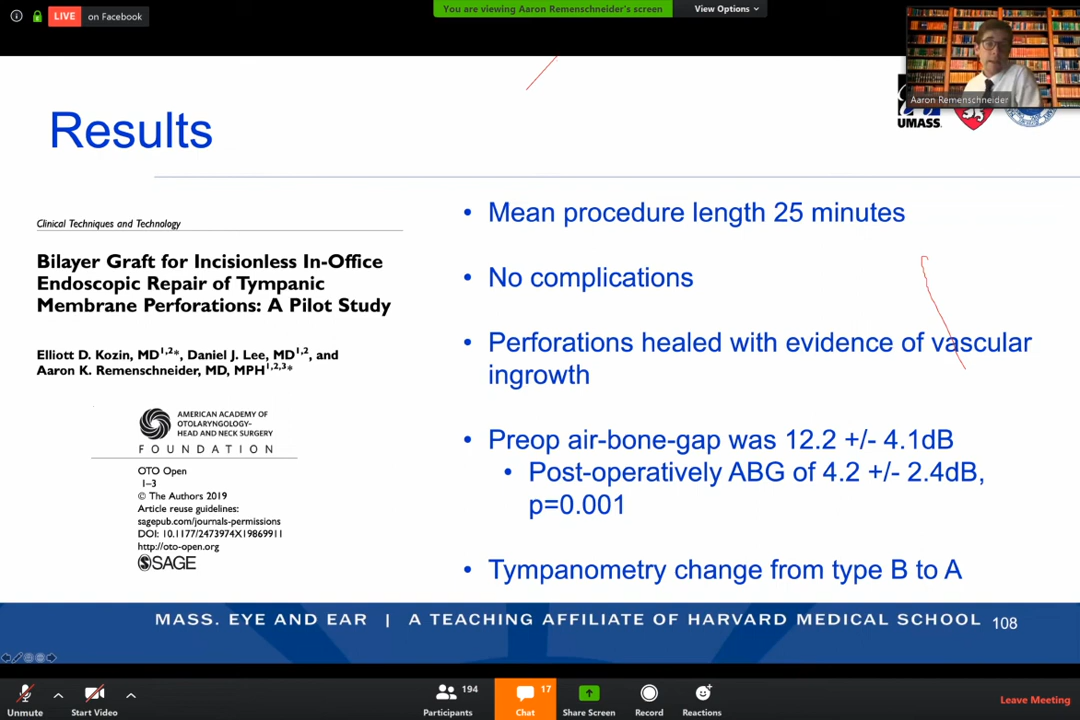 LIVE on Facebook
You are viewing Aaron Remenschneider's screen
View Options
Aaron Remenschneider
UMASS
Results
Clinical Techniques and Technology
Bilayer Graft for Incisionless In-Office
Endoscopic Repair of Tympanic
Membrane Perforations: A Pilot Study
Elliott D. Kozin, MD1,2*, Daniel J. Lee, MD1,2, and
Aaron K. Remenschneider, MD, MPH1,2,3*
AMERICAN ACADEMY OF
OTOLARYNGOLOGY-
HEAD AND NECK SURGERY
FOUNDATION
OTO Open
1–3
© The Authors 2019
Article reuse guidelines:
sagepub.com/journals-permissions
DOI: 10.1177/2473974X19869911
http://oto-open.org
SAGE
• Mean procedure length 25 minutes
• No complications
• Perforations healed with evidence of vascular
ingrowth
• Preop air-bone-gap was 12.2 +/- 4.1dB
• Post-operatively ABG of 4.2 +/- 2.4dB,
p=0.001
• Tympanometry change from type B to A
MASS. EYE AND EAR | A TEACHING AFFILIATE OF HARVARD MEDICAL SCHOOL 108
194 17
Unmute Start Video Participants Chat Share Screen Record Reactions Leave Meeting